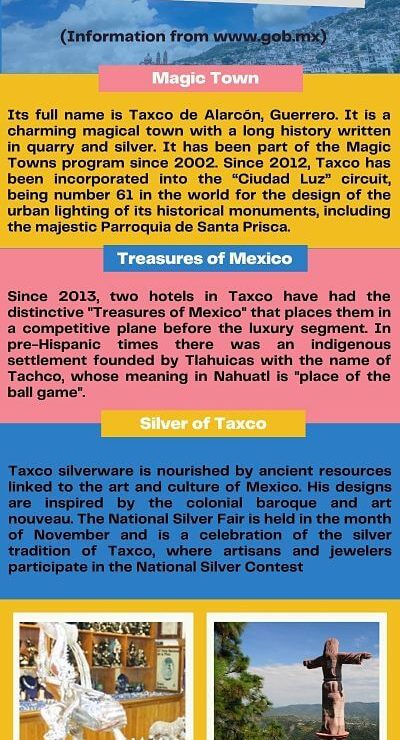 (Information from www.gob.mx)
Magic Town
Its full name is Taxco de Alarcón, Guerrero. It is a
charming magical town with a long history written
in quarry and silver. It has been part of the Magic
Towns program since 2002. Since 2012, Taxco has
been incorporated into the “Ciudad Luz” circuit,
being number 61 in the world for the design of the
urban lighting of its historical monuments, including
the majestic Parroquia de Santa Prisca.
Treasures of Mexico
Since 2013, two hotels in Taxco have had the
distinctive "Treasures of Mexico" that places them in
a competitive plane before the luxury segment. In
pre-Hispanic times there was an indigenous
settlement founded by Tlahuicas with the name of
Tachco, whose meaning in Nahuatl is "place of the
ball game".
Silver of Taxco
Taxco silverware is nourished by ancient resources
linked to the art and culture of Mexico. His designs
are inspired by the colonial baroque and art
nouveau. The National Silver Fair is held in the month
of November and is a celebration of the silver
tradition of Taxco, where artisans and jewelers
participate in the National Silver Contest